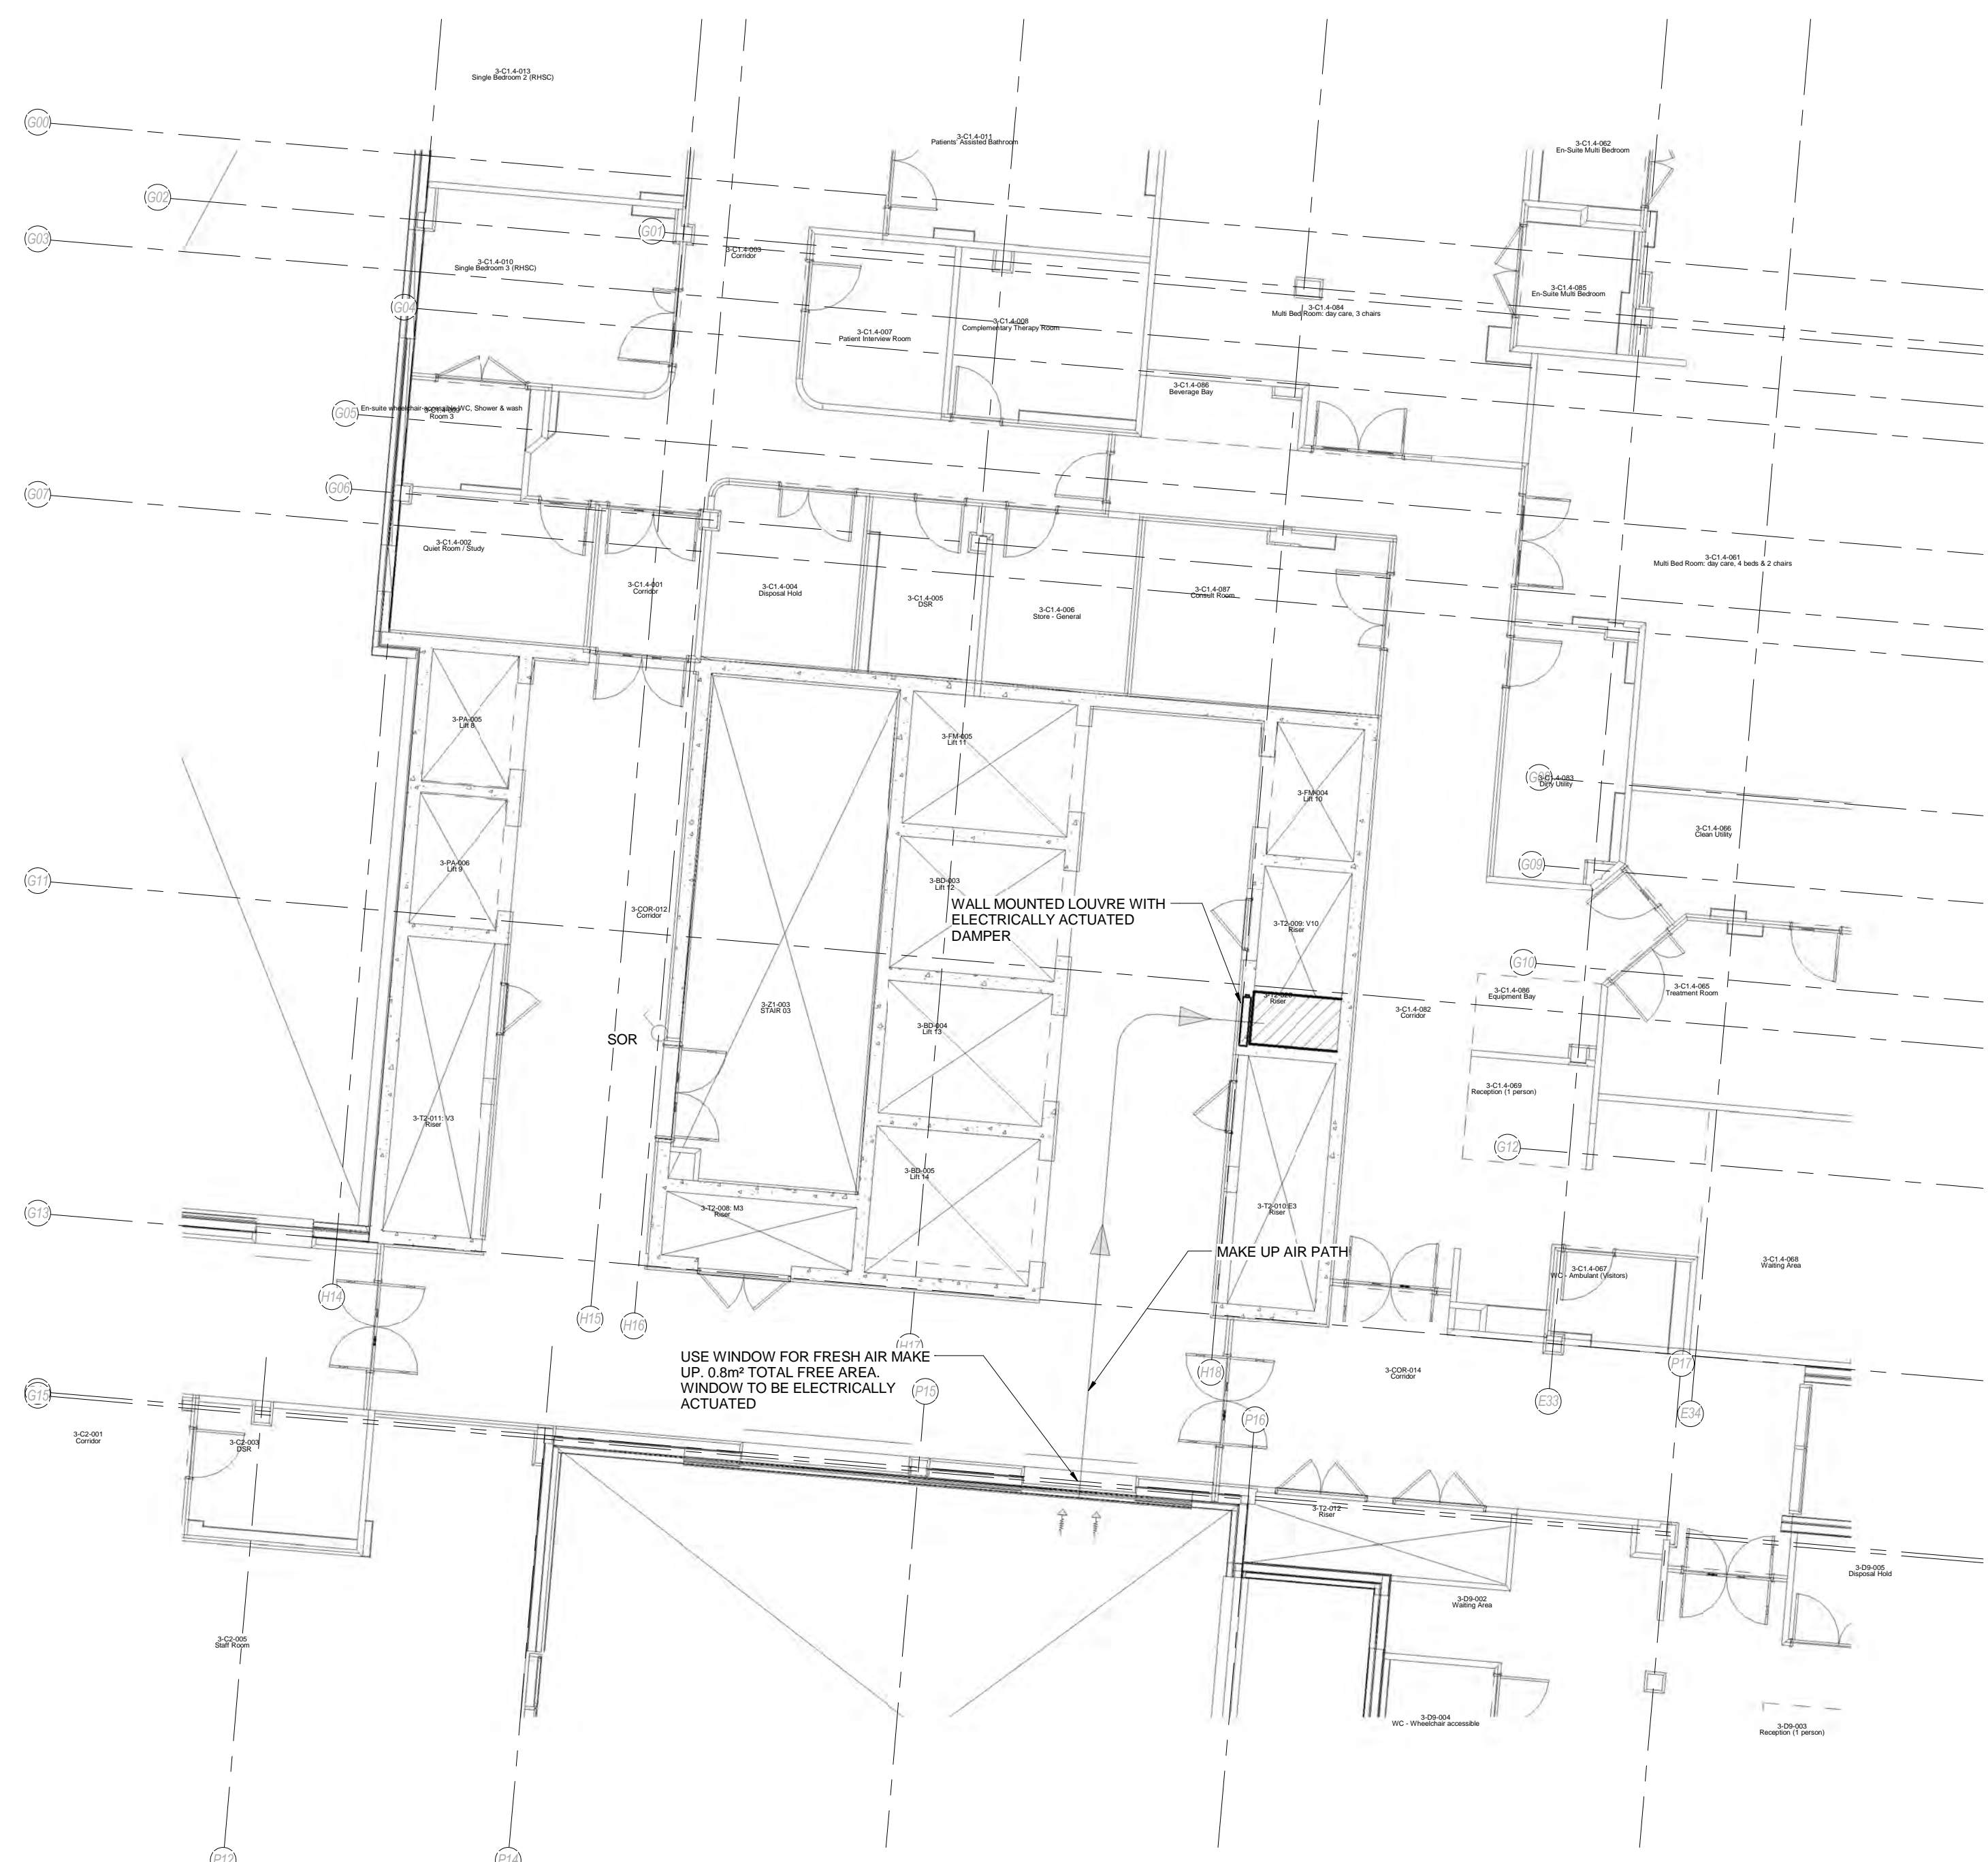 3-C1.4-013
Single Bedroom 2 (RHSC)
G00
3-C1.4-011
Patients' Assisted Bathroom
3-C1.4-062
En-Suite Multi Bedroom
G02
G03
G01
3-C1.4-003
Corridor
3-C1.4-010
Single Bedroom 3 (RHSC)
G04
3-C1.4-085
En-Suite Multi Bedroom
3-C1.4-084
Multi Bed Room: day care, 3 chairs
3-C1.4-007
Patient Interview Room
3-C1.4-008
Complementary Therapy Room
3-C1.4-086
Beverage Bay
G05
En-suite wheelchair-accessible WC, Shower & wash
Room 3
G07
G06
3-C1.4-002
Quiet Room / Study
3-C1.4-001
Corridor
3-C1.4-004
Disposal Hold
3-C1.4-005
DSR
3-C1.4-006
Store - General
3-C1.4-087
Consult Room
3-C1.4-061
Multi Bed Room: day care, 4 beds & 2 chairs
3-PA-005
Lift 8
3-FM-005
Lift 11
3-FM-004
Lift 10
3-C1.4-083
Dirty Utility
3-C1.4-066
Clean Utility
G11
3-PA-006
Lift 9
3-BD-003
Lift 12
G09
WALL MOUNTED LOUVRE WITH
ELECTRICALLY ACTUATED
DAMPER
3-COR-012
Corridor
3-T2-009: V10
Riser
G10
3-C1.4-086
Equipment Bay
3-C1.4-065
Treatment Room
3-Z1-003
STAIR 03
Riser
3-C1.4-082
Corridor
SOR
3-BD-004
Lift 13
3-C1.4-069
Reception (1 person)
3-T2-011: V3
Riser
G12
3-BD-005
Lift 14
G13
3-T2-008: M3
Riser
3-T2-010:E3
Riser
MAKE UP AIR PATH
3-C1.4-067
WC - Ambulant (Visitors)
3-C1.4-068
Waiting Area
H14
H15
H16
H17
USE WINDOW FOR FRESH AIR MAKE
UP. 0.8m² TOTAL FREE AREA.
WINDOW TO BE ELECTRICALLY
ACTUATED
H18
3-COR-014
Corridor
P17
G15
P15
E33
E34
P16
3-C2-001
Corridor
3-C2-003
DSR
3-T2-012
Riser
3-D9-005
Disposal Hold
3-D9-002
Waiting Area
3-C2-005
Staff Room
3-D9-004
WC - Wheelchair accessible
3-D9-003
Reception (1 person)
P12
P14